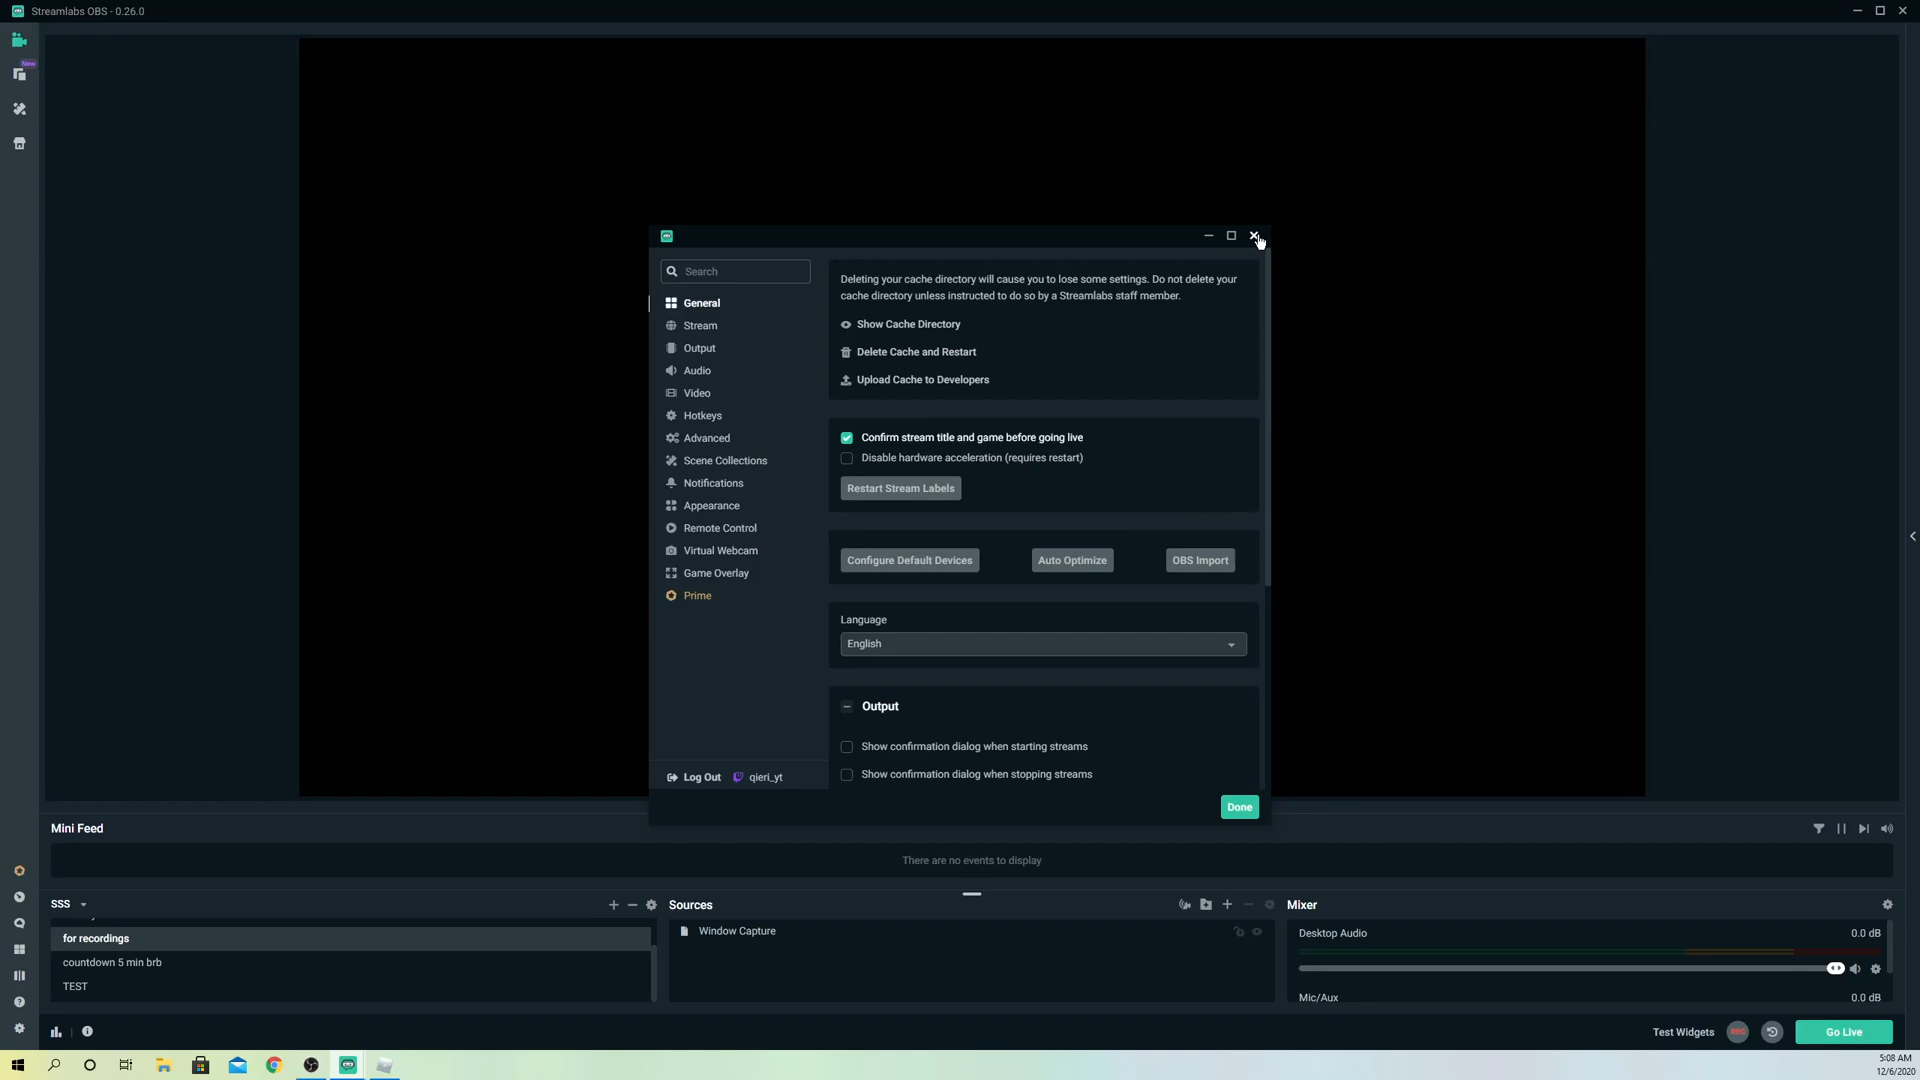 Streamlabs OBS - 0.26.0
New
Search
General
Stream
Output
Audio
Video
Hotkeys
Advanced
Scene Collections
Notifications
Appearance
Remote Control
Virtual Webcam
Game Overlay
Prime
Log Out qieri_yt
Deleting your cache directory will cause you to lose some settings. Do not delete your
cache directory unless instructed to do so by a Streamlabs staff member.
Show Cache Directory
Delete Cache and Restart
Upload Cache to Developers
Confirm stream title and game before going live
Disable hardware acceleration (requires restart)
Restart Stream Labels
Configure Default Devices
Auto Optimize
OBS Import
Language
English
Output
Show confirmation dialog when starting streams
Show confirmation dialog when stopping streams
Done
Mini Feed
There are no events to display
SSS
for recordings
countdown 5 min brb
TEST
Sources
Window Capture
Mixer
Desktop Audio 0.0 dB
Mic/Aux 0.0 dB
Test Widgets
REC
Go Live
5:08 AM
12/6/2020